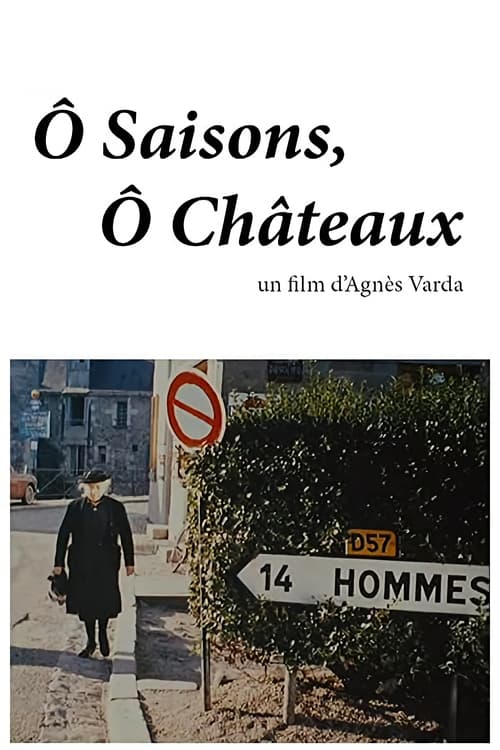 Ô Saisons,
Ô Châteaux
un film d'Agnès Varda
D57
14 HOMMES